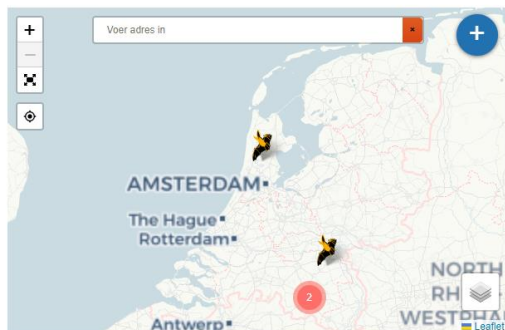 +
Voer adres in
×
+
−
AMSTERDAM
The Hague
Rotterdam
NORTH
RH
2
WESTPHA
Antwerp
Leaflet